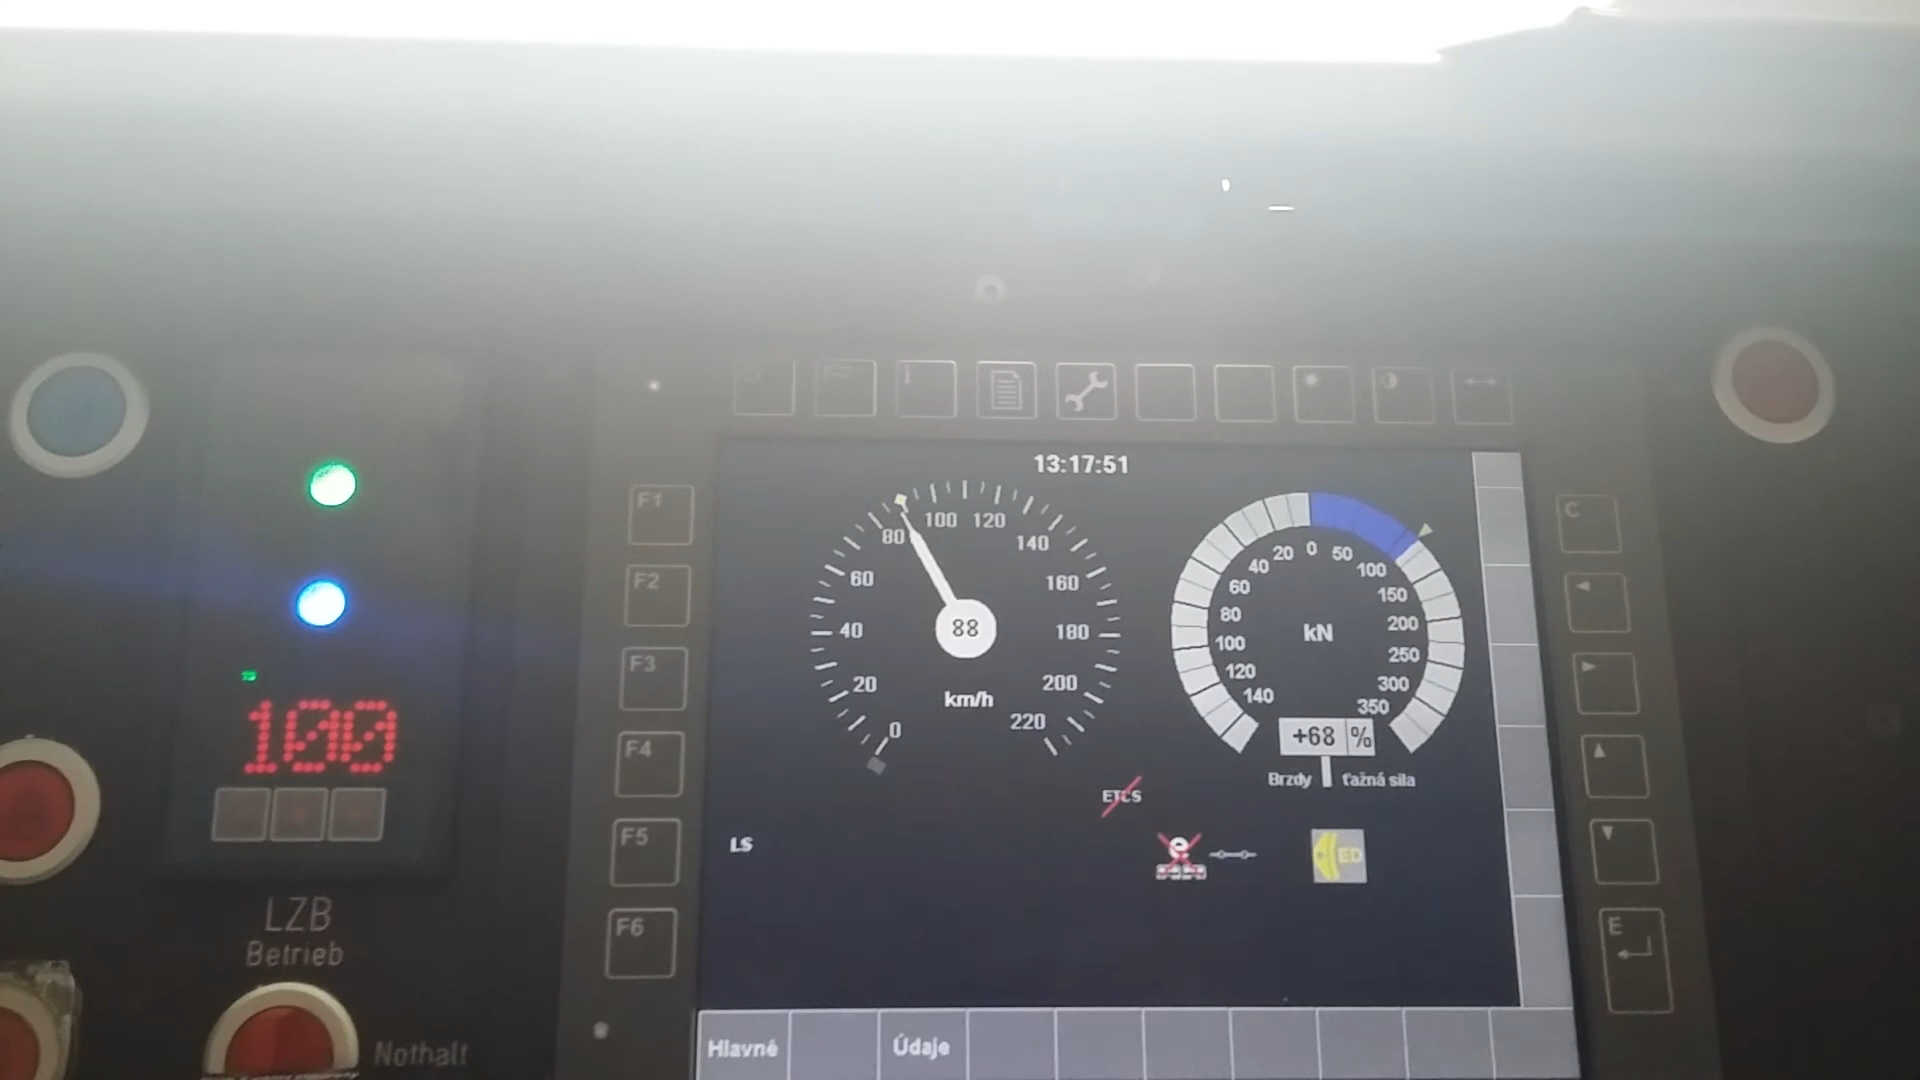 i
13:17:51
F1
F2
F3
F4
F5
F6
C
E
0
20
40
60
80
100
120
140
160
180
200
220
88
km/h
140
120
100
80
60
40
20
0
50
100
150
200
250
300
350
kN
+68 %
Brzdy ťažná sila
ETCS
LS
ED
Hlavné
Údaje
100
LZB
Betrieb
Nothalt